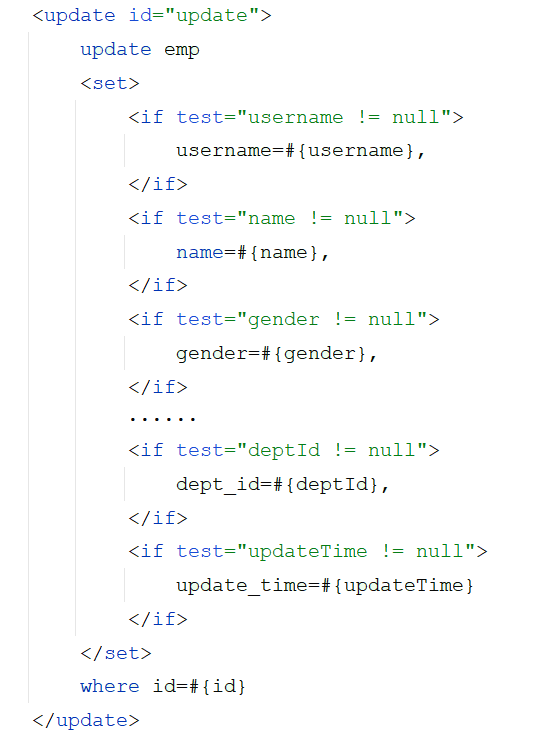 <update id="update">
    update emp
    <set>
        <if test="username != null">
            username=#{username},
        </if>
        <if test="name != null">
            name=#{name},
        </if>
        <if test="gender != null">
            gender=#{gender},
        </if>
        ······
        <if test="deptId != null">
            dept_id=#{deptId},
        </if>
        <if test="updateTime != null">
            update_time=#{updateTime}
        </if>
    </set>
    where id=#{id}
</update>